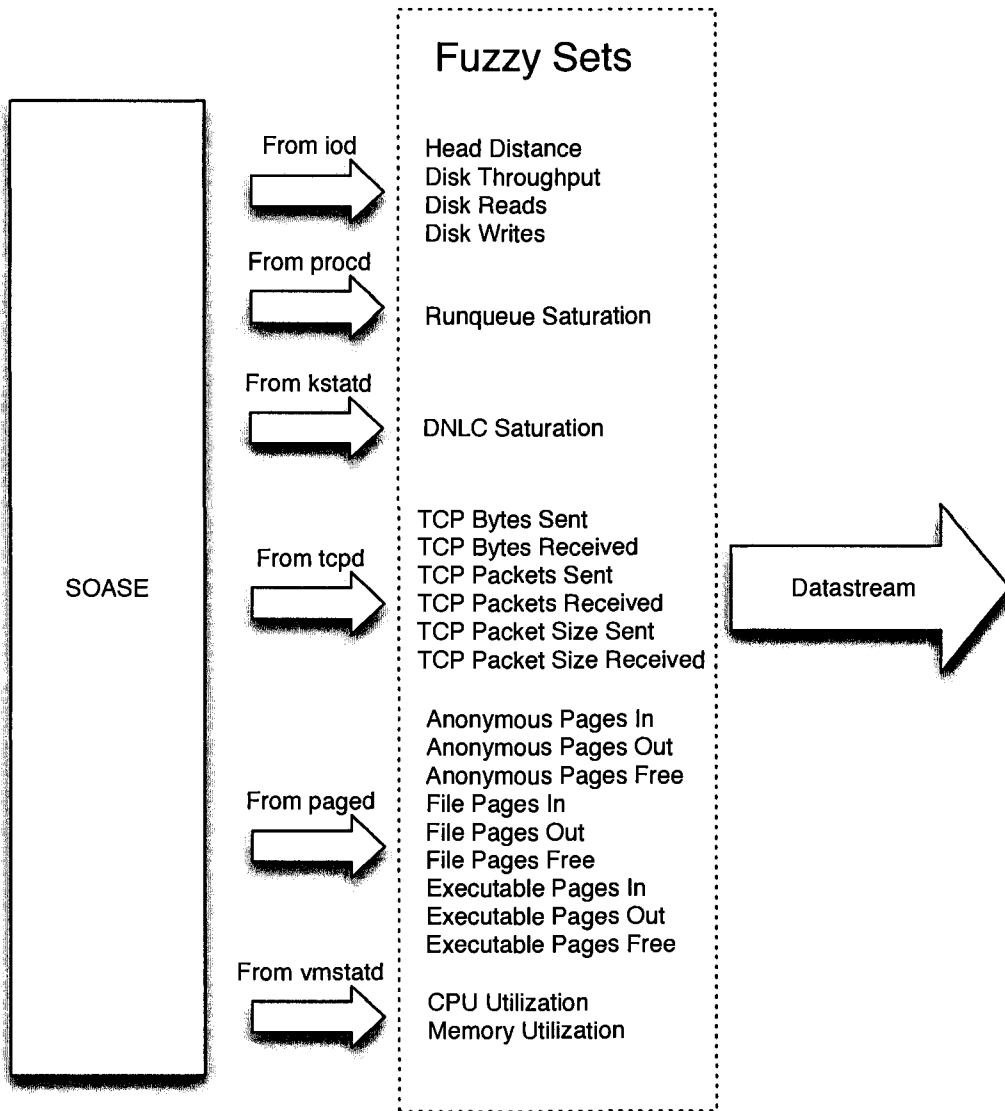 Fuzzy Sets
SOASE
From iod
Head Distance
Disk Throughput
Disk Reads
Disk Writes
From procd
Runqueue Saturation
From kstatd
DNLC Saturation
From tcpd
TCP Bytes Sent
TCP Bytes Received
TCP Packets Sent
TCP Packets Received
TCP Packet Size Sent
TCP Packet Size Received
From paged
Anonymous Pages In
Anonymous Pages Out
Anonymous Pages Free
File Pages In
File Pages Out
File Pages Free
Executable Pages In
Executable Pages Out
Executable Pages Free
From vmstatd
CPU Utilization
Memory Utilization
Datastream